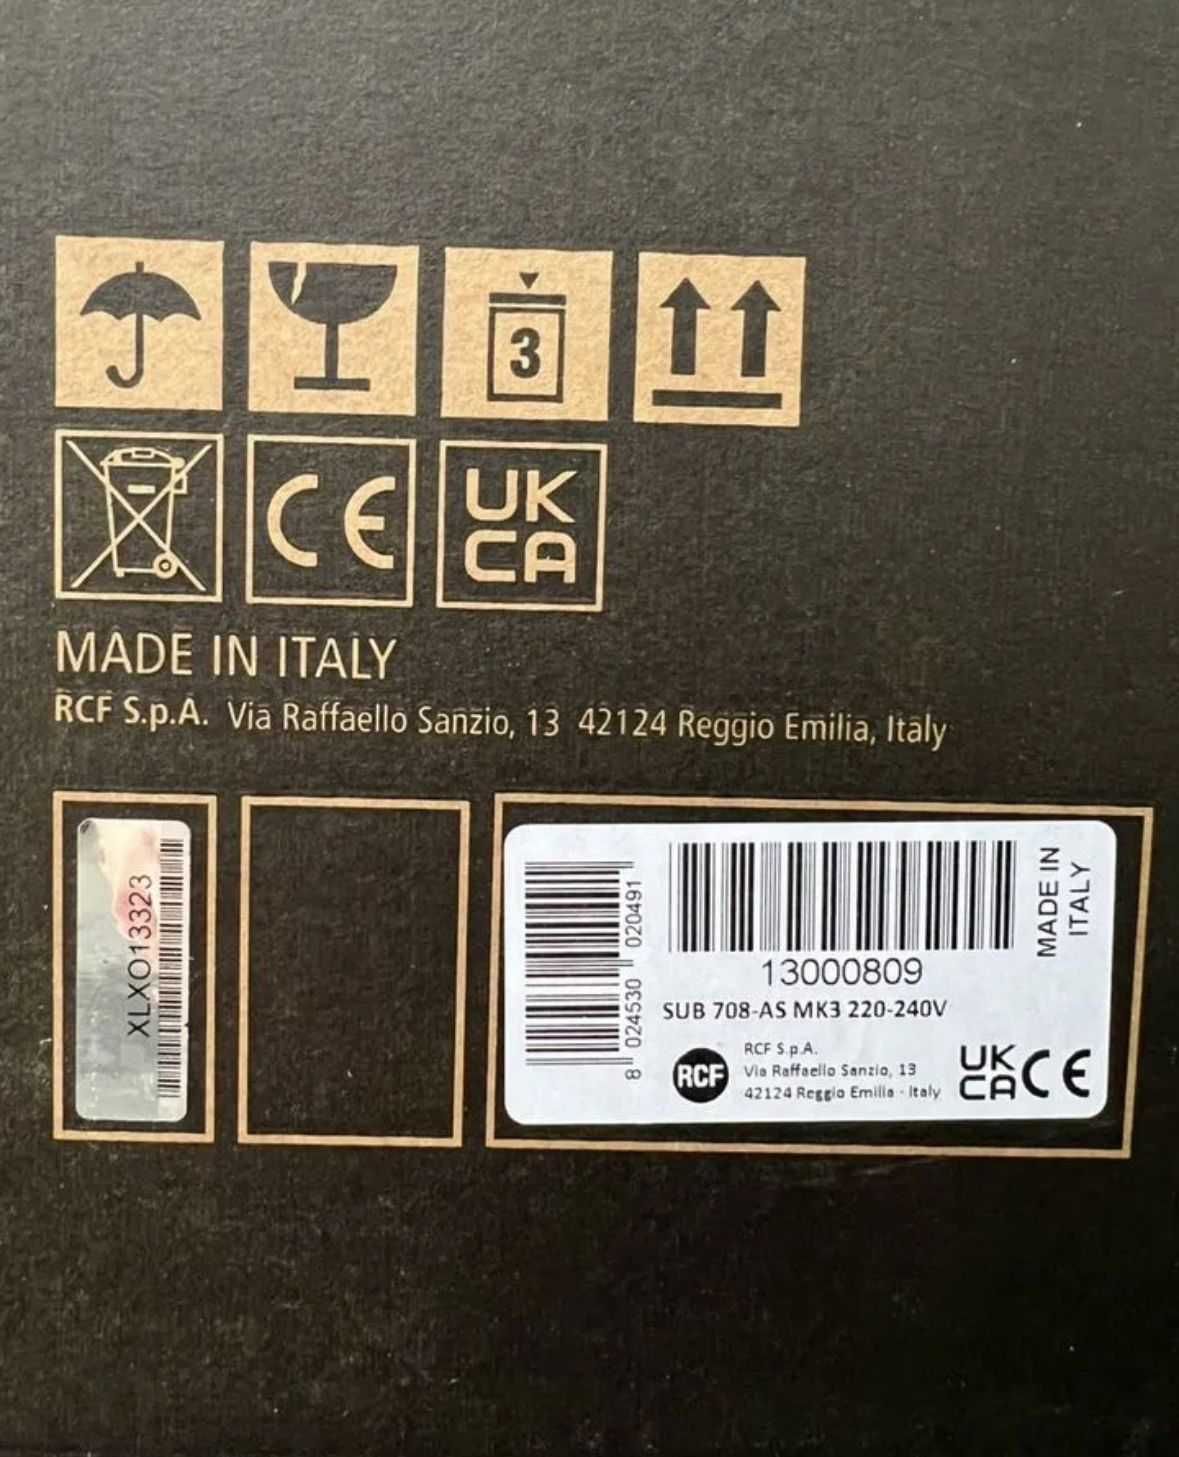 3
CE
UK
CA
MADE IN ITALY
RCF S.p.A. Via Raffaello Sanzio, 13 42124 Reggio Emilia, Italy
XLXO13323
8 024530 020491
13000809
MADE IN
ITALY
SUB 708-AS MK3 220-240V
RCF
RCF S.p.A.
Via Raffaello Sanzio, 13
42124 Reggio Emilia - Italy
UK
CA
CE